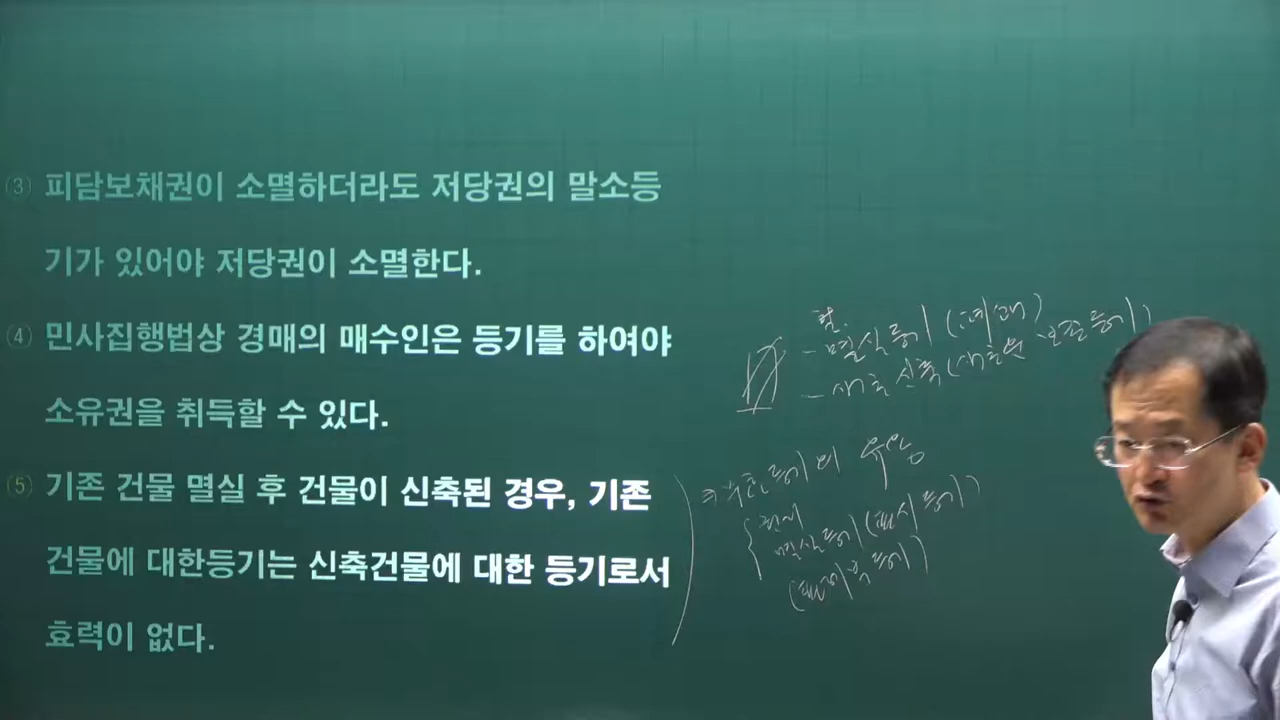 ③ 피담보채권이 소멸하더라도 저당권의 말소등
기가 있어야 저당권이 소멸한다.
④ 민사집행법상 경매의 매수인은 등기를 하여야
소유권을 취득할 수 있다.
⑤ 기존 건물 멸실 후 건물이 신축된 경우, 기존
건물에 대한등기는 신축건물에 대한 등기로서
효력이 없다.
멸실등기
신축
무효등기의 유용
멸실등기